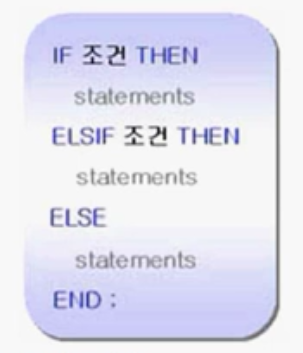 IF 조건 THEN
statements
ELSIF 조건 THEN
statements
ELSE
statements
END :